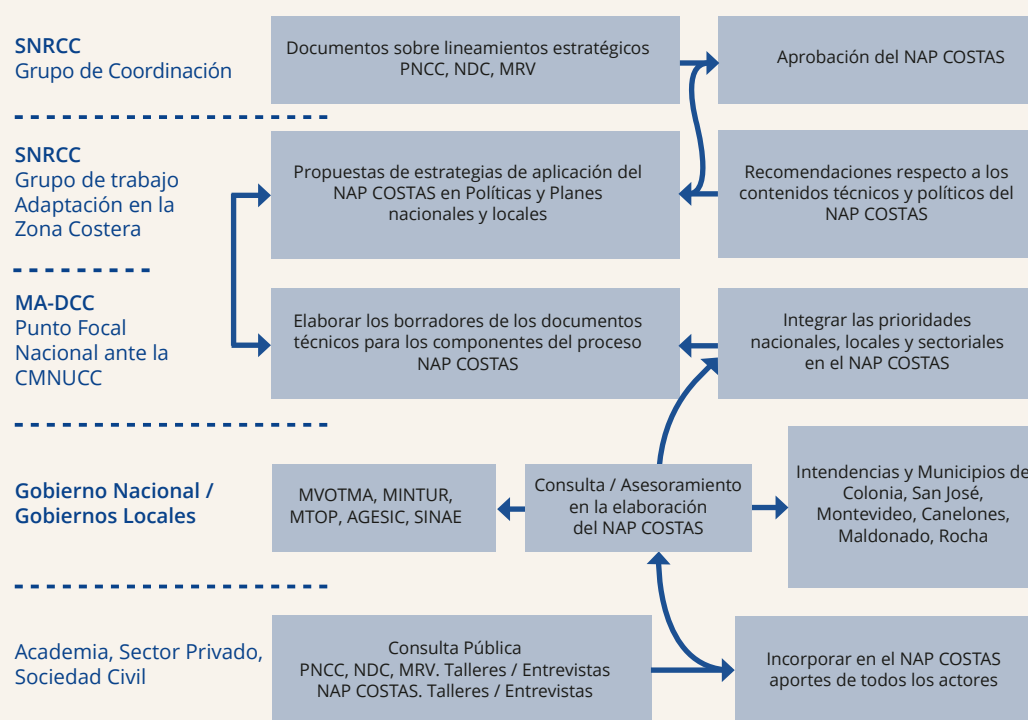 SNRCC
Grupo de Coordinación
Documentos sobre lineamientos estratégicos
PNCC, NDC, MRV
Aprobación del NAP COSTAS
SNRCC
Grupo de trabajo
Adaptación en la
Zona Costera
Propuestas de estrategias de aplicación del
NAP COSTAS en Políticas y Planes
nacionales y locales
Recomendaciones respecto a los
contenidos técnicos y políticos del
NAP COSTAS
MA-DCC
Punto Focal
Nacional ante la
CMNUCC
Elaborar los borradores de los documentos
técnicos para los componentes del proceso
NAP COSTAS
Integrar las prioridades
nacionales, locales y sectoriales
en el NAP COSTAS
Gobierno Nacional /
Gobiernos Locales
MVOTMA, MINTUR,
MTOP, AGESIC, SINAE
Consulta / Asesoramiento
en la elaboración
del NAP COSTAS
Intendencias y Municipios de
Colonia, San José,
Montevideo, Canelones,
Maldonado, Rocha
Academia, Sector Privado,
Sociedad Civil
Consulta Pública
PNCC, NDC, MRV. Talleres / Entrevistas
NAP COSTAS. Talleres / Entrevistas
Incorporar en el NAP COSTAS
aportes de todos los actores